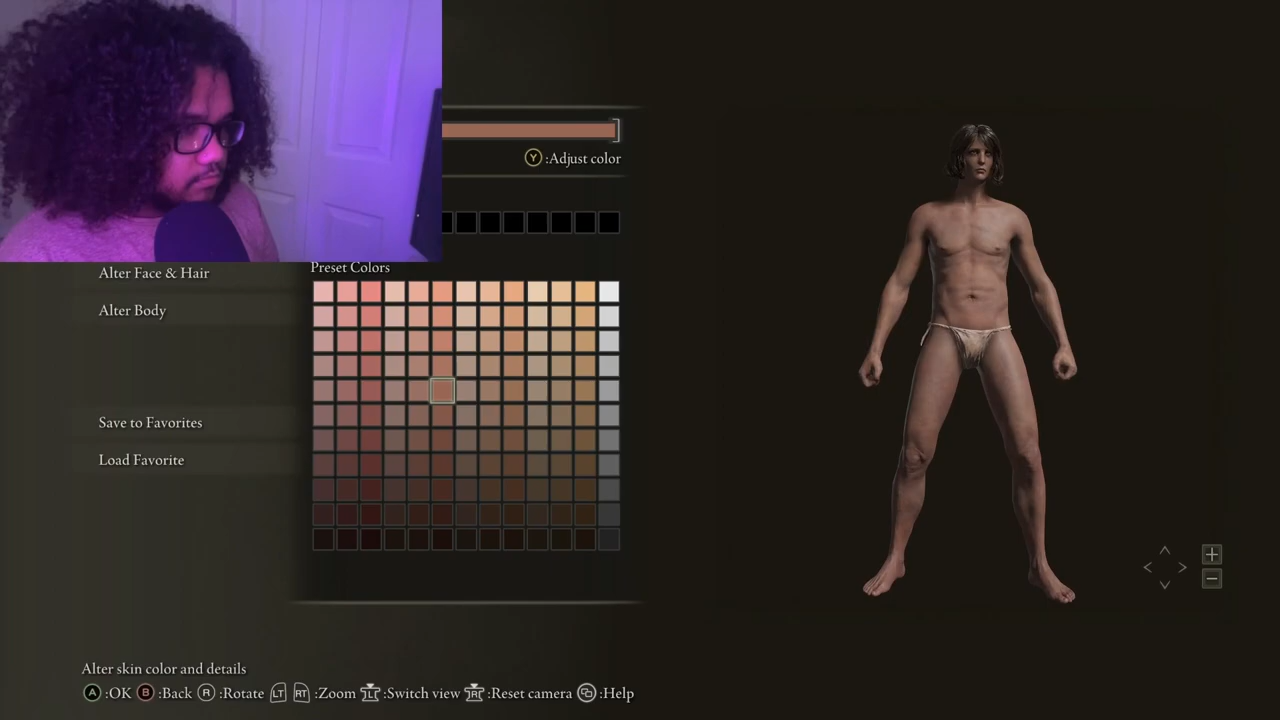 Y :Adjust color
Preset Colors
Alter Face & Hair
Alter Body
Save to Favorites
Load Favorite
+
−
Alter skin color and details
A :OK B :Back R :Rotate LT RT :Zoom L :Switch view R :Reset camera :Help